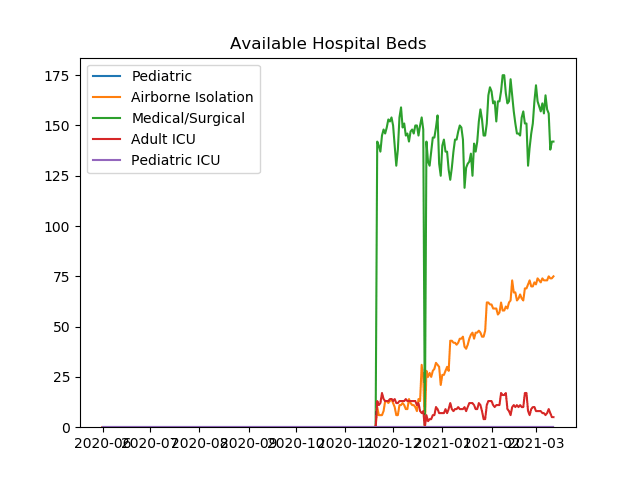 Available Hospital Beds
Pediatric
Airborne Isolation
Medical/Surgical
Adult ICU
Pediatric ICU
175
150
125
100
75
50
25
0
2020-06 2020-07 2020-08 2020-09 2020-10 2020-11 2020-12 2021-01 2021-02 2021-03